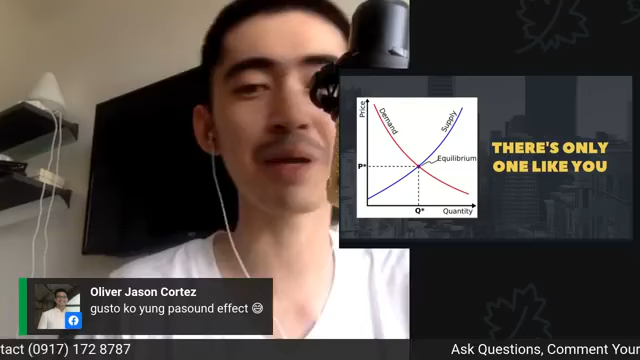 Price
Demand
Supply
Equilibrium
P*
Q*
Quantity
THERE'S ONLY
ONE LIKE YOU
Oliver Jason Cortez
gusto ko yung pasound effect 😅
tact (0917) 172 8787
Ask Questions, Comment Your